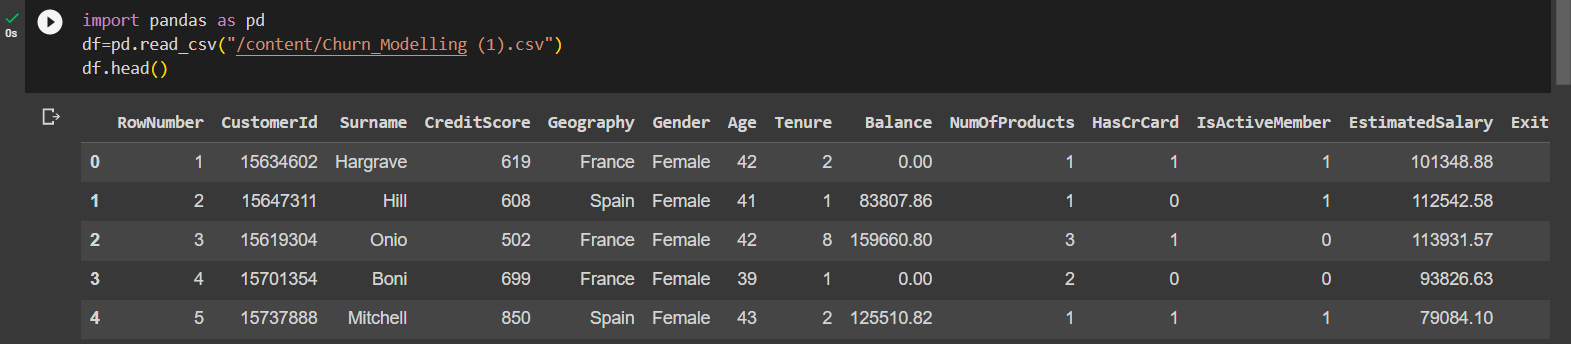 import pandas as pd
0s
df=pd.read_csv("/content/Churn_Modelling (1).csv")
df.head()
RowNumber CustomerId Surname CreditScore Geography Gender Age Tenure Balance NumOfProducts HasCrCard IsActiveMember EstimatedSalary Exit
0 1 15634602 Hargrave 619 France Female 42 2 0.00 1 1 1 101348.88
1 2 15647311 Hill 608 Spain Female 41 1 83807.86 1 0 1 112542.58
2 3 15619304 Onio 502 France Female 42 8 159660.80 3 1 0 113931.57
3 4 15701354 Boni 699 France Female 39 1 0.00 2 0 0 93826.63
4 5 15737888 Mitchell 850 Spain Female 43 2 125510.82 1 1 1 79084.10